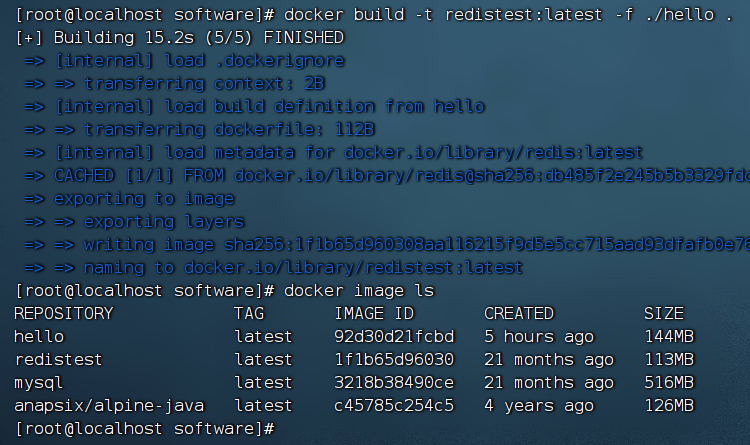 [root@localhost software]# docker build -t redistest:latest -f ./hello .
[+] Building 15.2s (5/5) FINISHED
=> [internal] load .dockerignore
=> => transferring context: 2B
=> [internal] load build definition from hello
=> => transferring dockerfile: 112B
=> [internal] load metadata for docker.io/library/redis:latest
=> CACHED [1/1] FROM docker.io/library/redis@sha256:db485f2e245b5b3329fdc
=> exporting to image
=> => exporting layers
=> => writing image sha256:1f1b65d960308aa116215f9d5e5cc715aad93dfafb0e76
=> => naming to docker.io/library/redistest:latest
[root@localhost software]# docker image ls
REPOSITORY TAG IMAGE ID CREATED SIZE
hello latest 92d30d21fcbd 5 hours ago 144MB
redistest latest 1f1b65d96030 21 months ago 113MB
mysql latest 3218b38490ce 21 months ago 516MB
anapsix/alpine-java latest c45785c254c5 4 years ago 126MB
[root@localhost software]#